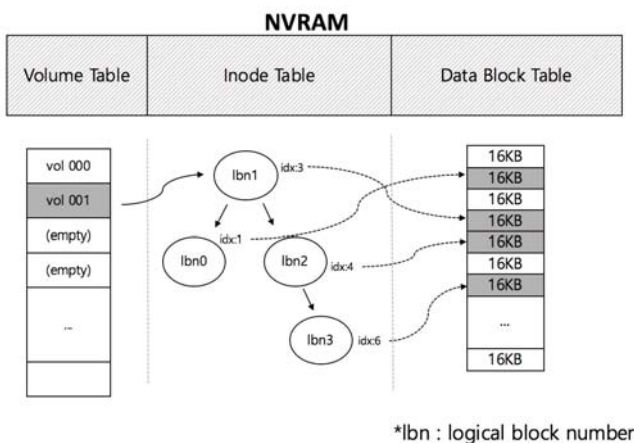 NVRAM
Volume Table
Inode Table
Data Block Table
vol 000
vol 001
(empty)
(empty)
...
lbn1
idx:3
lbn0
idx:1
lbn2
idx:4
lbn3
idx:6
16KB
16KB
16KB
16KB
16KB
16KB
16KB
...
16KB
*lbn : logical block number